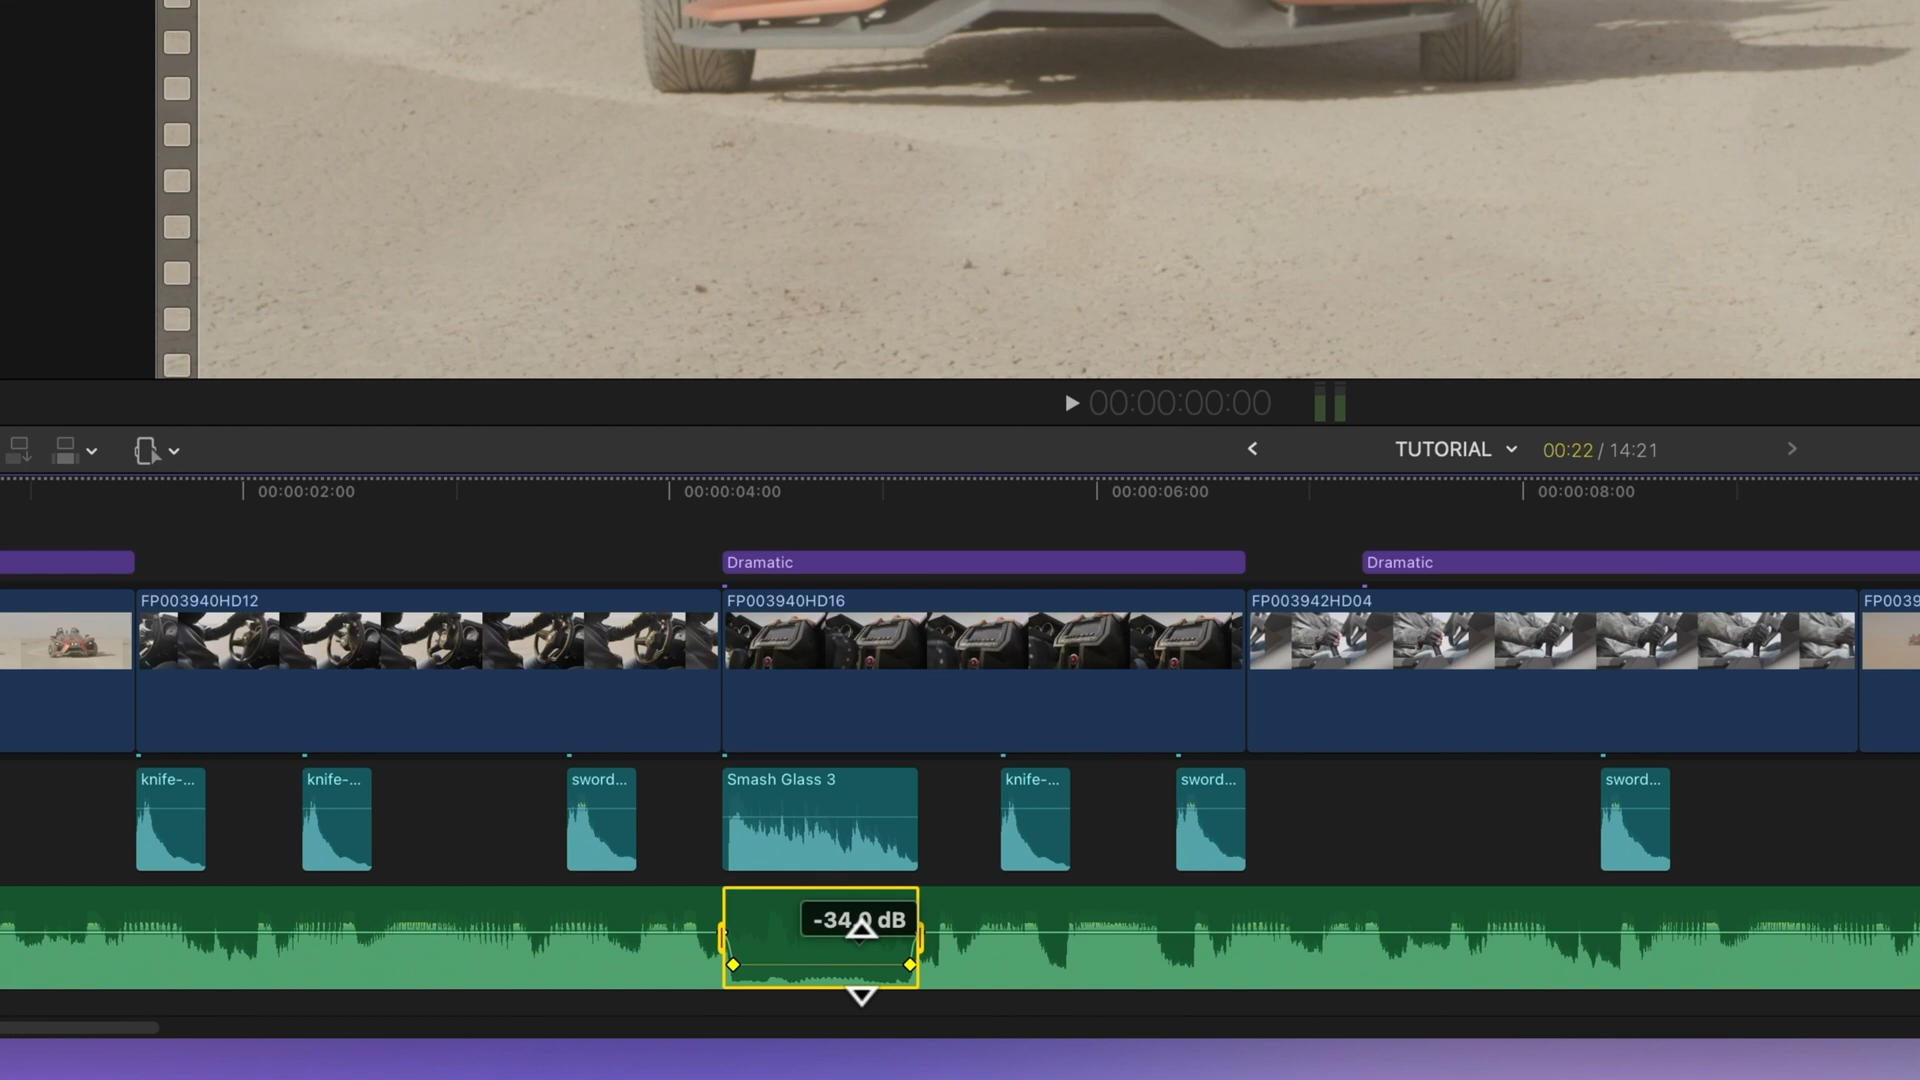 00:00:00:00
TUTORIAL 00:22 / 14:21
00:00:02:00 00:00:04:00 00:00:06:00 00:00:08:00
Dramatic Dramatic
FP003940HD12 FP003940HD16 FP003942HD04 FP0039
knife-... knife-... sword... Smash Glass 3 knife-... sword... sword...
-34.0 dB